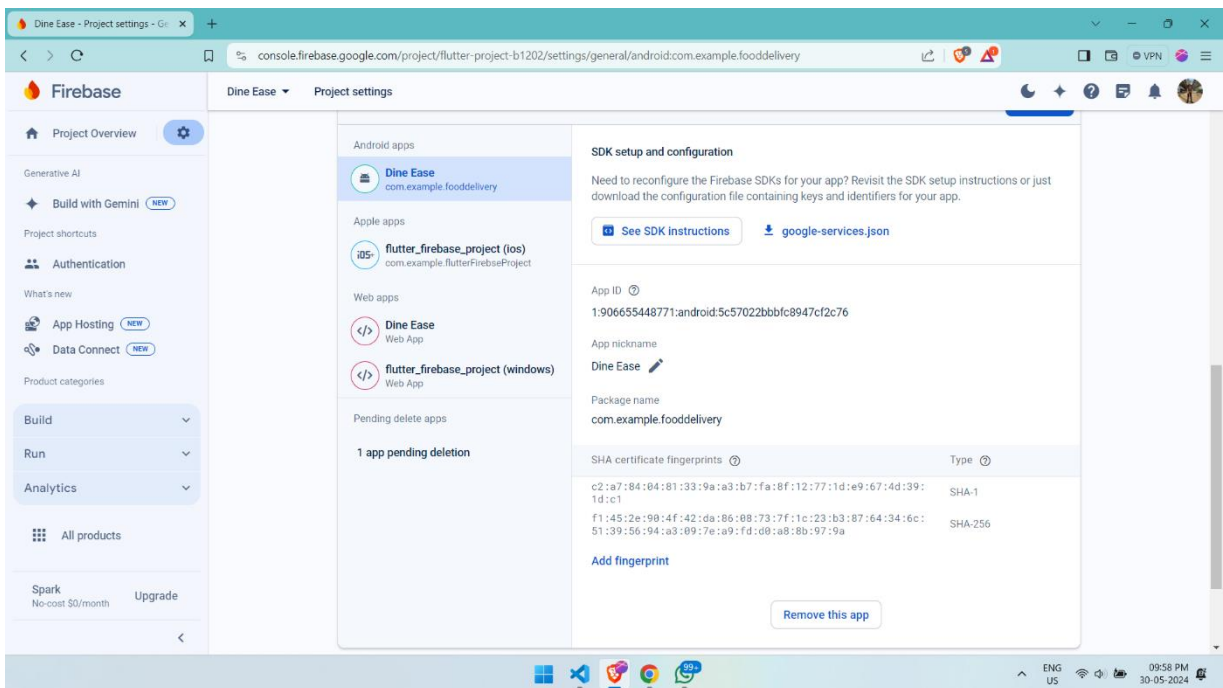 Dine Ease - Project settings - Ge
console.firebase.google.com/project/flutter-project-b1202/settings/general/android:com.example.fooddelivery
VPN
Firebase
Dine Ease
Project settings
Project Overview
Generative AI
Build with Gemini NEW
Project shortcuts
Authentication
What's new
App Hosting NEW
Data Connect NEW
Product categories
Build
Run
Analytics
All products
Spark
No-cost $0/month
Upgrade
Android apps
Dine Ease
com.example.fooddelivery
Apple apps
iOS+
flutter_firebase_project (ios)
com.example.flutterFirebseProject
Web apps
Dine Ease
Web App
flutter_firebase_project (windows)
Web App
Pending delete apps
1 app pending deletion
SDK setup and configuration
Need to reconfigure the Firebase SDKs for your app? Revisit the SDK setup instructions or just
download the configuration file containing keys and identifiers for your
app.
See SDK instructions
google-services.json
App ID
1:906655448771:android:5c57022bbbfc8947cf2c76
App nickname
Dine Ease
Package name
com.example.fooddelivery
SHA certificate fingerprints
Type
c2:a7:84:04:81:33:9a:a3:b7:fa:8f:12:77:1d:e9:67:4d:39:
1d:c1
SHA-1
f1:45:2e:90:4f:42:da:86:08:73:7f:1c:23:b3:87:64:34:6c:
51:39:56:94:a3:09:7e:a9:fd:d0:a8:8b:97:9a
SHA-256
Add fingerprint
Remove this app
99+
ENG
US
09:58 PM
30-05-2024